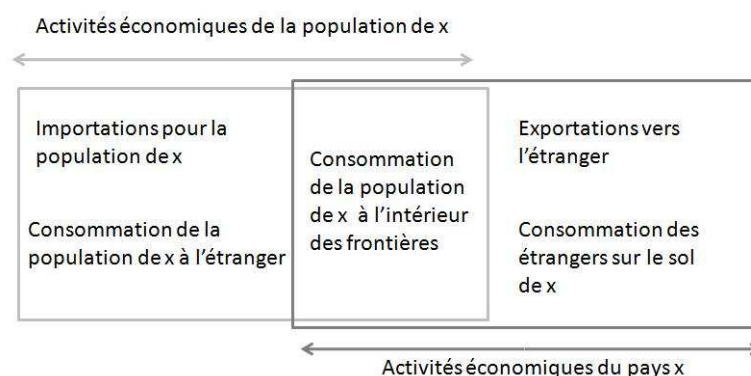 Activités économiques de la population de x
Importations pour la
population de x
Consommation de la
population de x à l'étranger
Consommation
de la population
de x à l'intérieur
des frontières
Exportations vers
l'étranger
Consommation des
étrangers sur le sol
de x
Activités économiques du pays x